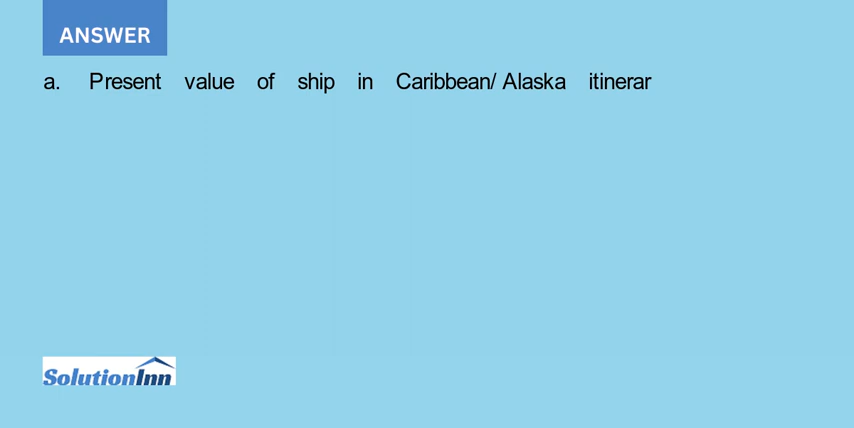 ANSWER
a. Present value of ship in Caribbean/ Alaska itinerar
SolutionInn